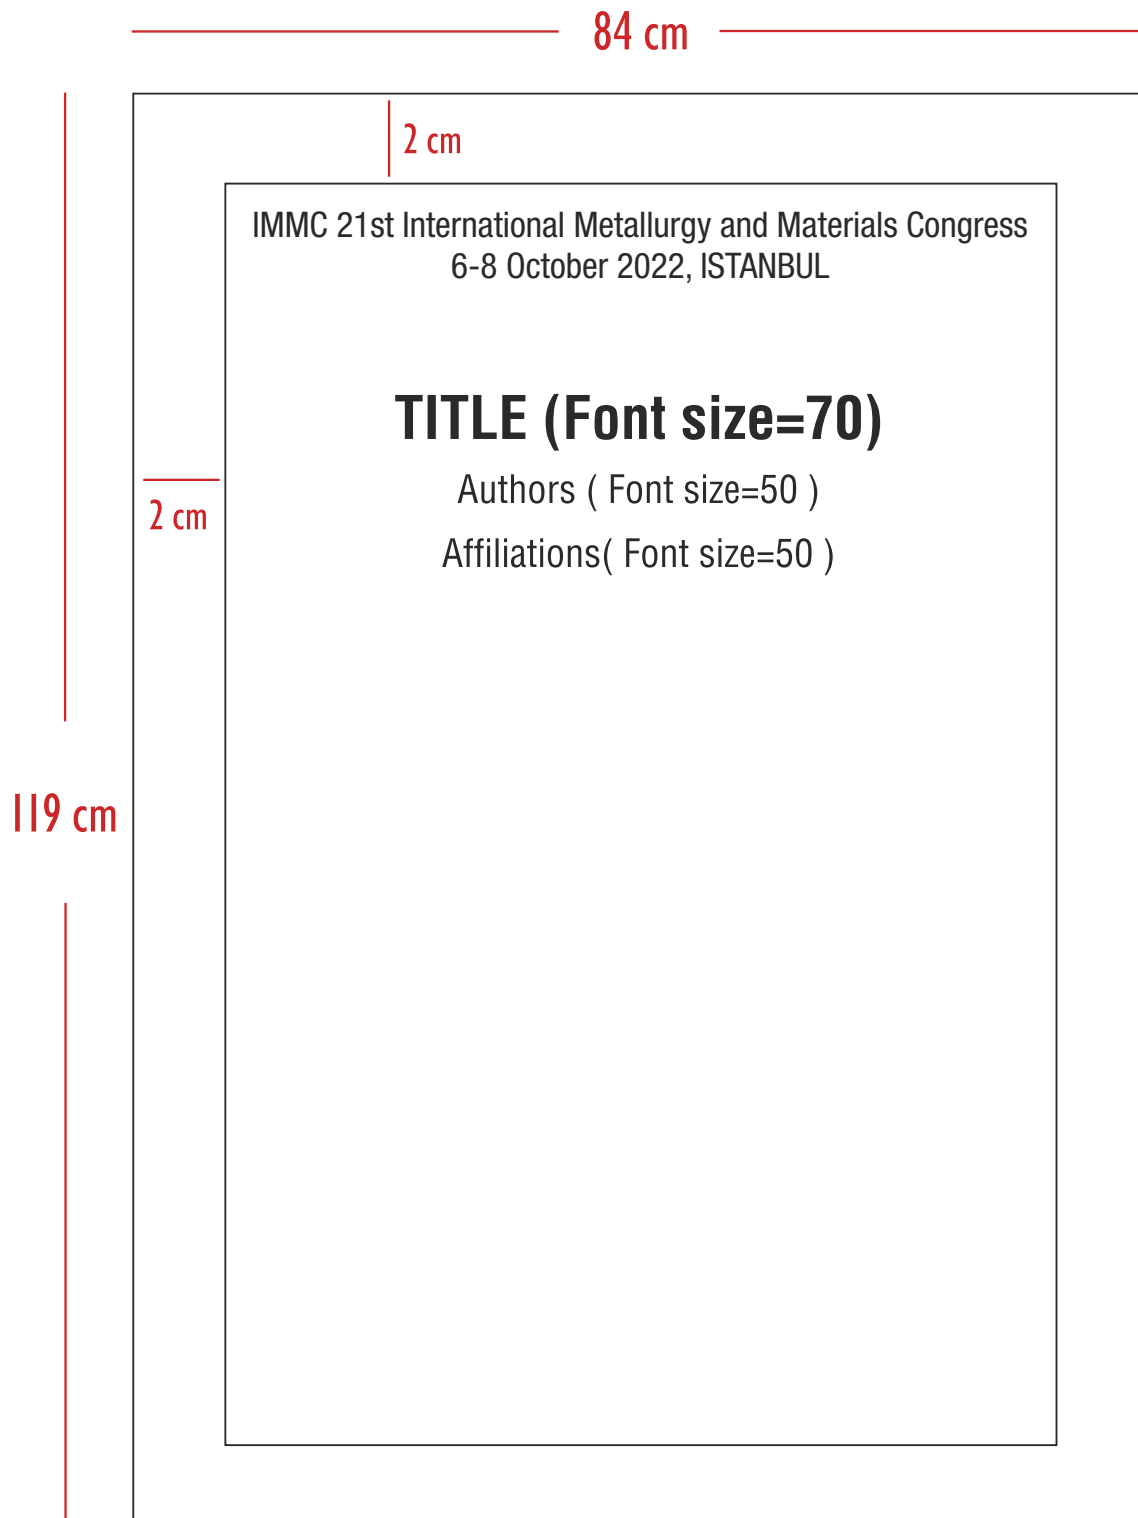 84 cm
2 cm
IMMC 21st International Metallurgy and Materials Congress
6-8 October 2022, ISTANBUL
TITLE (Font size=70)
Authors ( Font size=50 )
2 cm
Affiliations( Font size=50 )
119 cm